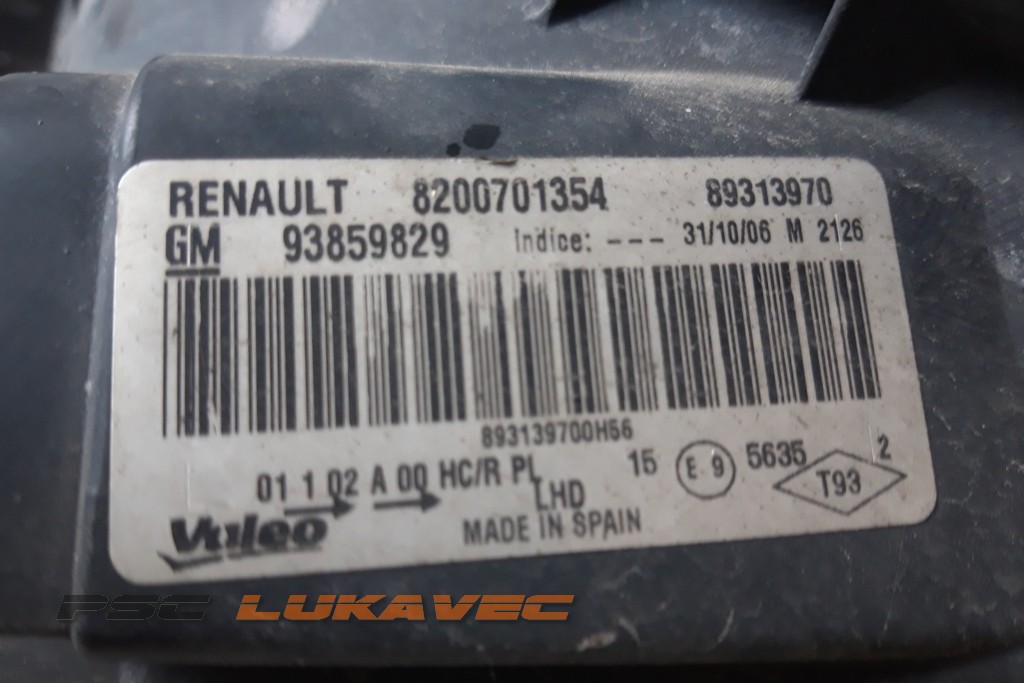 RENAULT 8200701354 89313970
GM 93859829 Indice: --- 31/10/06 M 2126
893139700H56
01 1 02 A 00 HC/R PL 15 E 9 5635 2
LHD T93
Valeo MADE IN SPAIN
PSC LUKAVEC